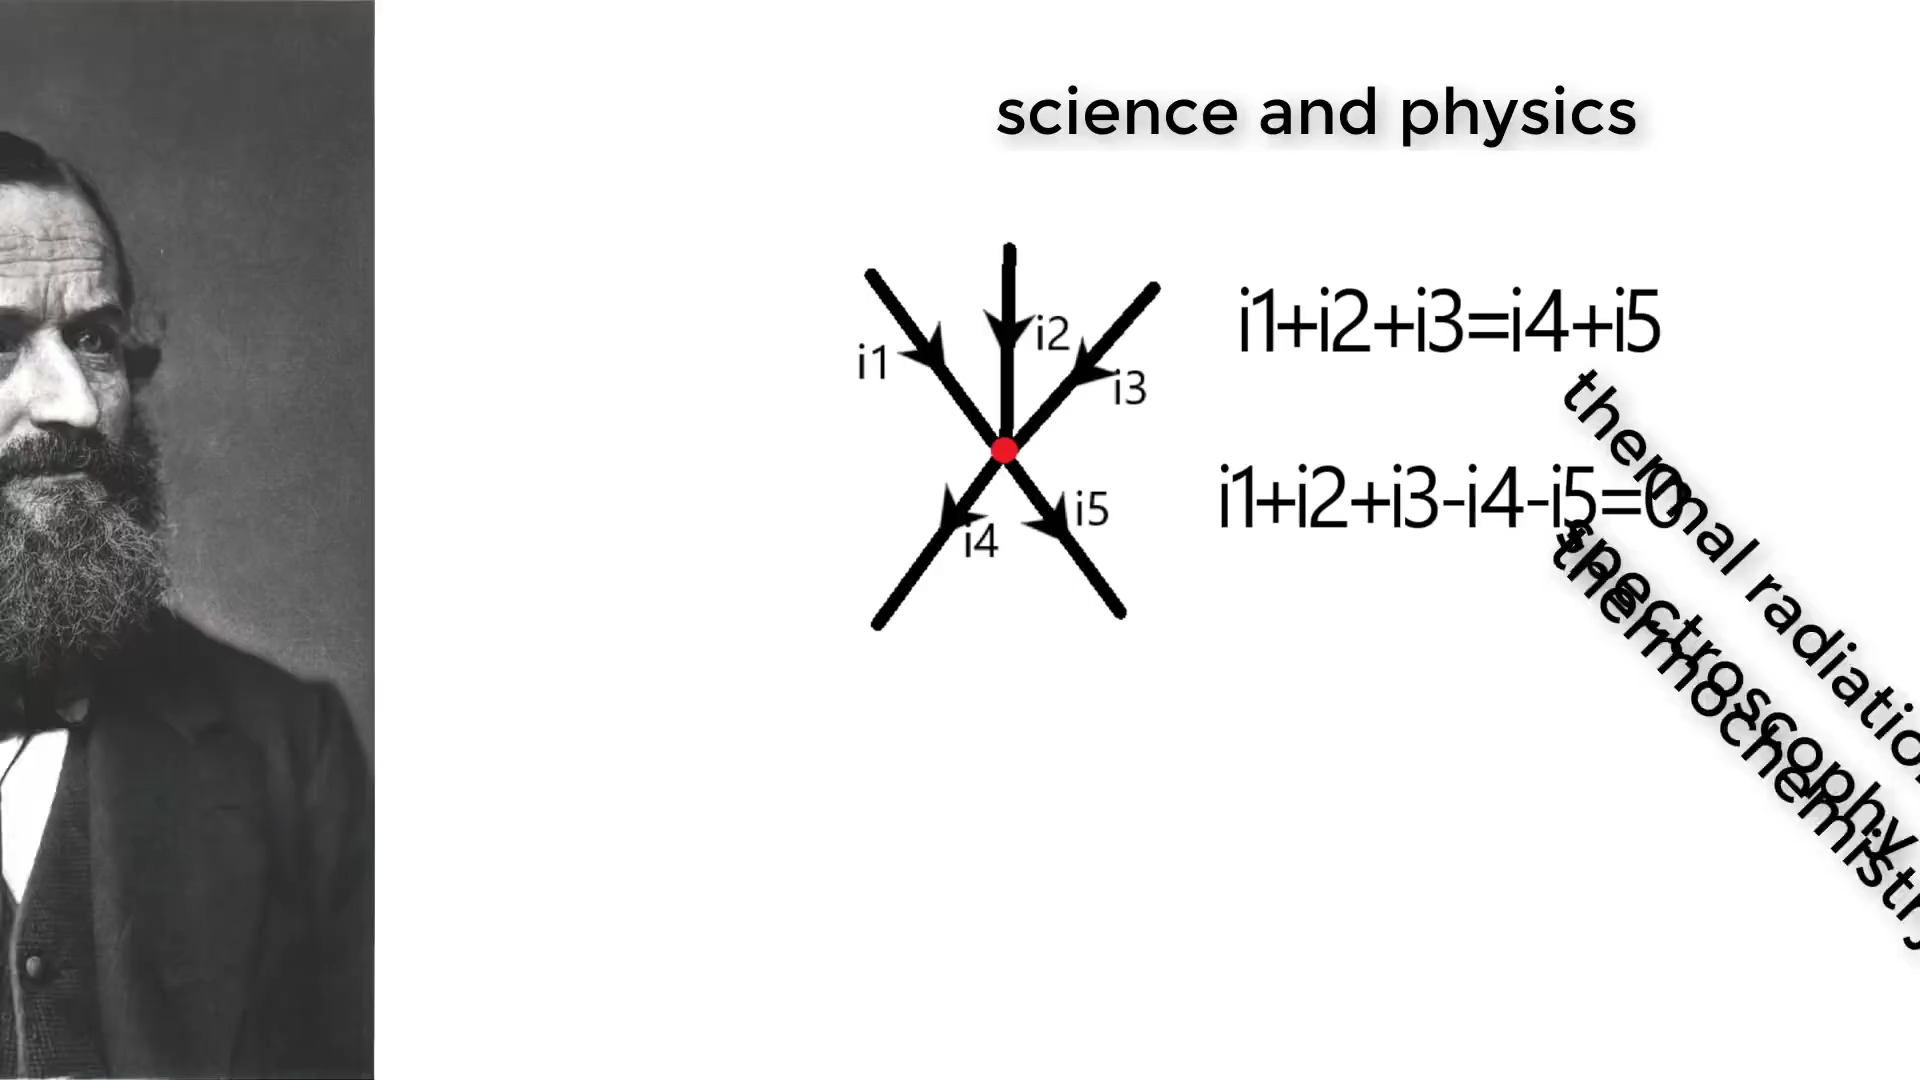 science and physics
i1
i2
i3
i4
i5
i1+i2+i3=i4+i5
i1+i2+i3-i4-i5=0
thermal radiation
spectroscophy
thermochemistry